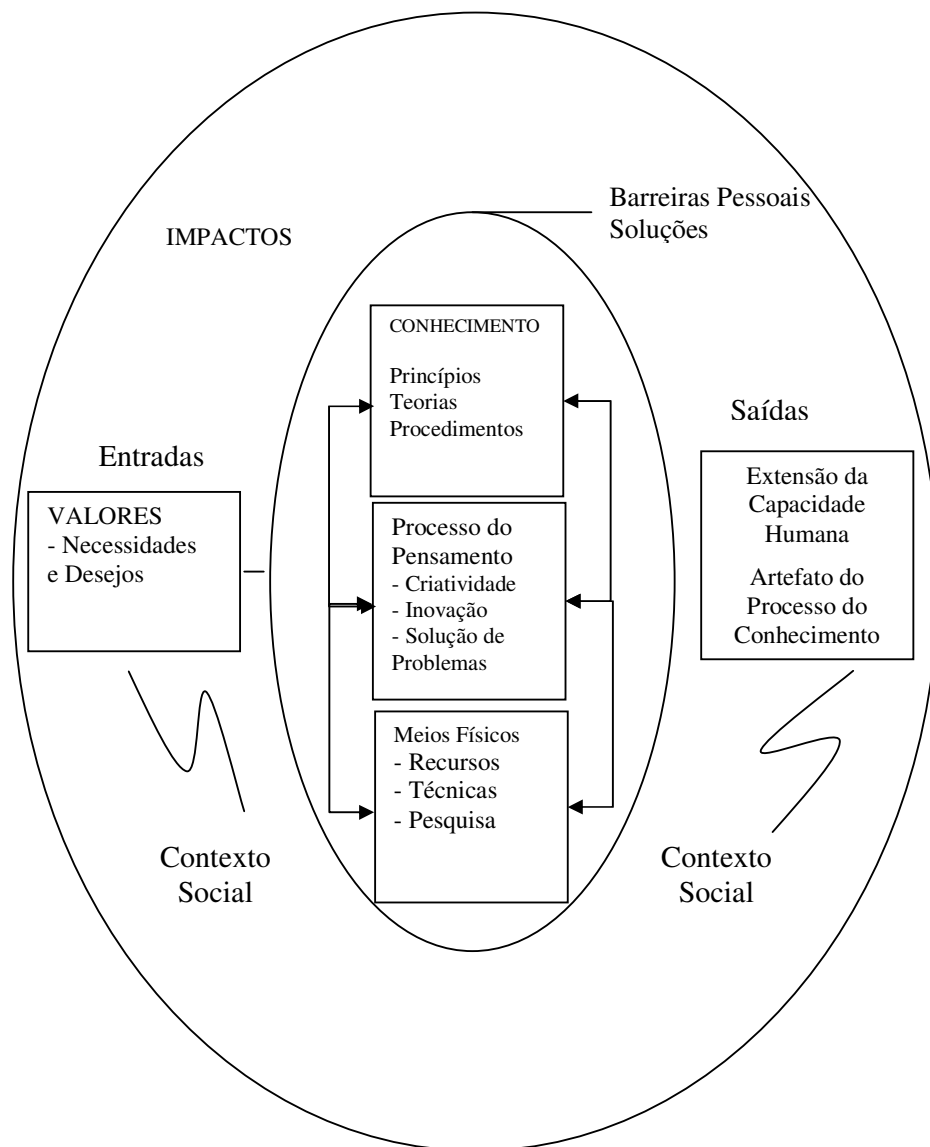 Barreiras Pessoais
Soluções
IMPACTOS
CONHECIMENTO
Princípios
Teorias
Procedimentos
Entradas
VALORES
- Necessidades
e Desejos
Processo do
Pensamento
- Criatividade
- Inovação
- Solução de
Problemas
Meios Físicos
- Recursos
- Técnicas
- Pesquisa
Saídas
Extensão da
Capacidade
Humana
Artefato do
Processo do
Conhecimento
Contexto
Social
Contexto
Social